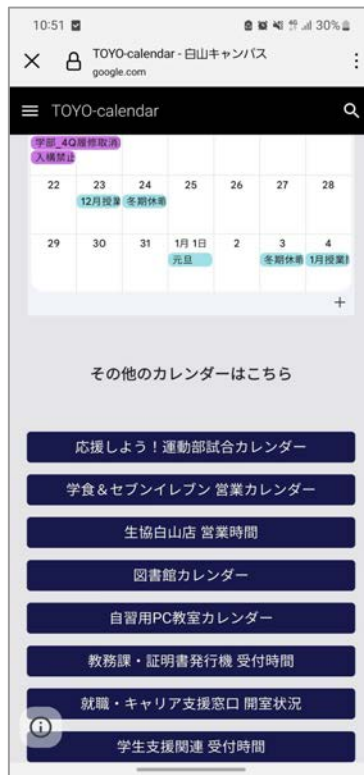 10:51
30%
TOYO-calendar - 白山キャンパス
google.com
TOYO-calendar
学部_4Q履修取消
入構禁止
22 23 24 25 26 27 28
12月授業 冬期休暇
29 30 31 1月 1日 2 3 4
元旦 冬期休暇 1月授業開
+
その他のカレンダーはこちら
応援しよう！運動部試合カレンダー
学食＆セブンイレブン 営業カレンダー
生協白山店 営業時間
図書館カレンダー
自習用PC教室カレンダー
教務課・証明書発行機 受付時間
就職・キャリア支援窓口 開室状況
学生支援関連 受付時間